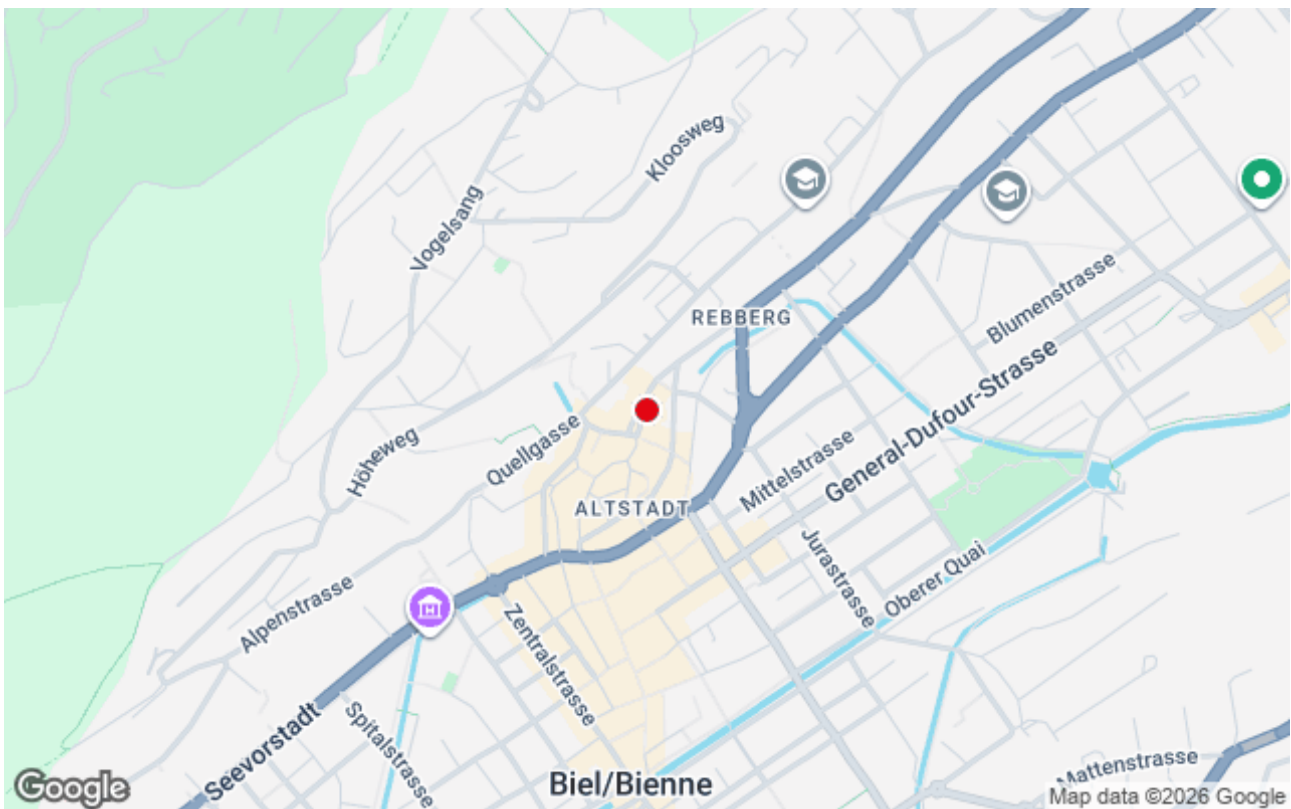 Kloosweg
Vogelsang
REBBERG
Blumenstrasse
General-Dufour-Strasse
Höheweg
Quellgasse
Mittelstrasse
ALTSTADT
Jurastrasse
Oberer Quai
Alpenstrasse
Zentralstrasse
Seevorstadt
Spitalstrasse
Mattenstrasse
Biel/Bienne
Google
Map data ©2026 Google